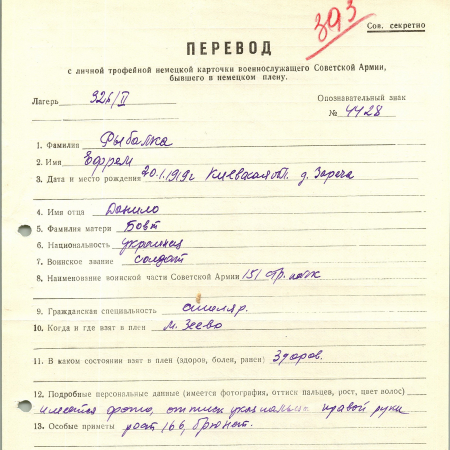 393
Сов. секретно
ПЕРЕВОД
с личной трофейной немецкой карточки военнослужащего Советской Армии,
бывшего в немецком плену.
Лагерь 326/II
Опознавательный знак
№ 4428
1. Фамилия Рыбалка
2. Имя Ефрем
3. Дата и место рождения 20.1.1919г Киевская обл. д. Зареча
4. Имя отца Данило
5. Фамилия матери Бовт
6. Национальность украинец
7. Воинское звание солдат
8. Наименование воинской части Советской Армии 151 стр. полк
9. Гражданская специальность столяр.
10. Когда и где взят в плен м. Зеево
11. В каком состоянии взят в плен (здоров, болен, ранен) Здоров.
12. Подробные персональные данные (имеется фотография, оттиск пальцев, рост, цвет волос)
имеется фото, оттиск указ. пальца правой руки
13. Особые приметы рост 166, брюнет.